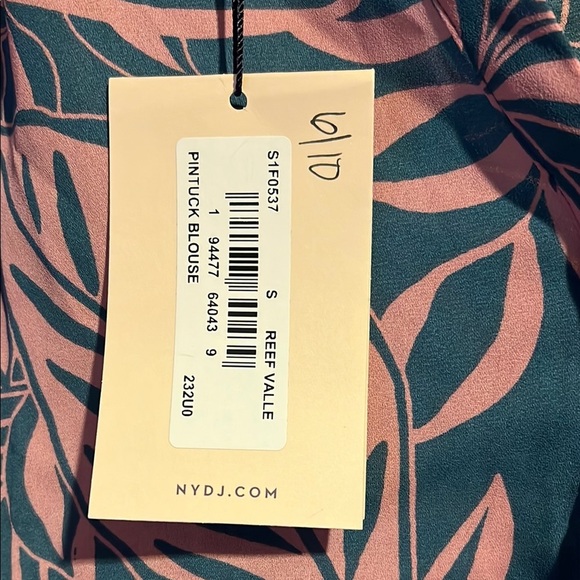 6/10
S1F0537 S REEF VALLE
1 94477 64043 9
PINTUCK BLOUSE 232U0
NYDJ.COM